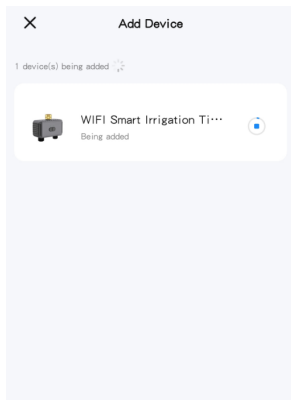 Add Device
1 device(s) being added
WIFI Smart Irrigation Ti···
Being added